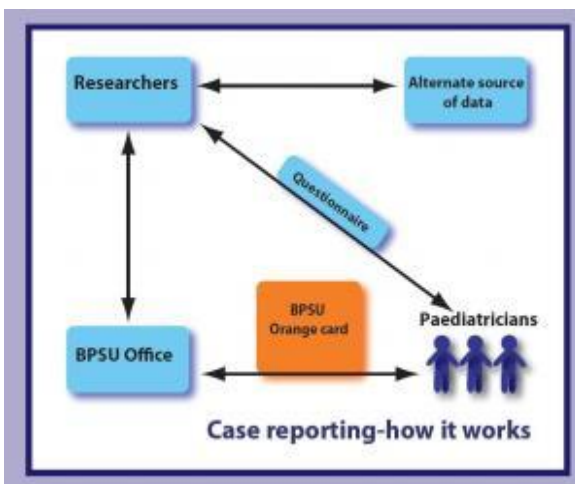 Researchers
Alternate source
of data
Questionnaire
BPSU
Orange card
Paediatricians
BPSU Office
Case reporting-how it works